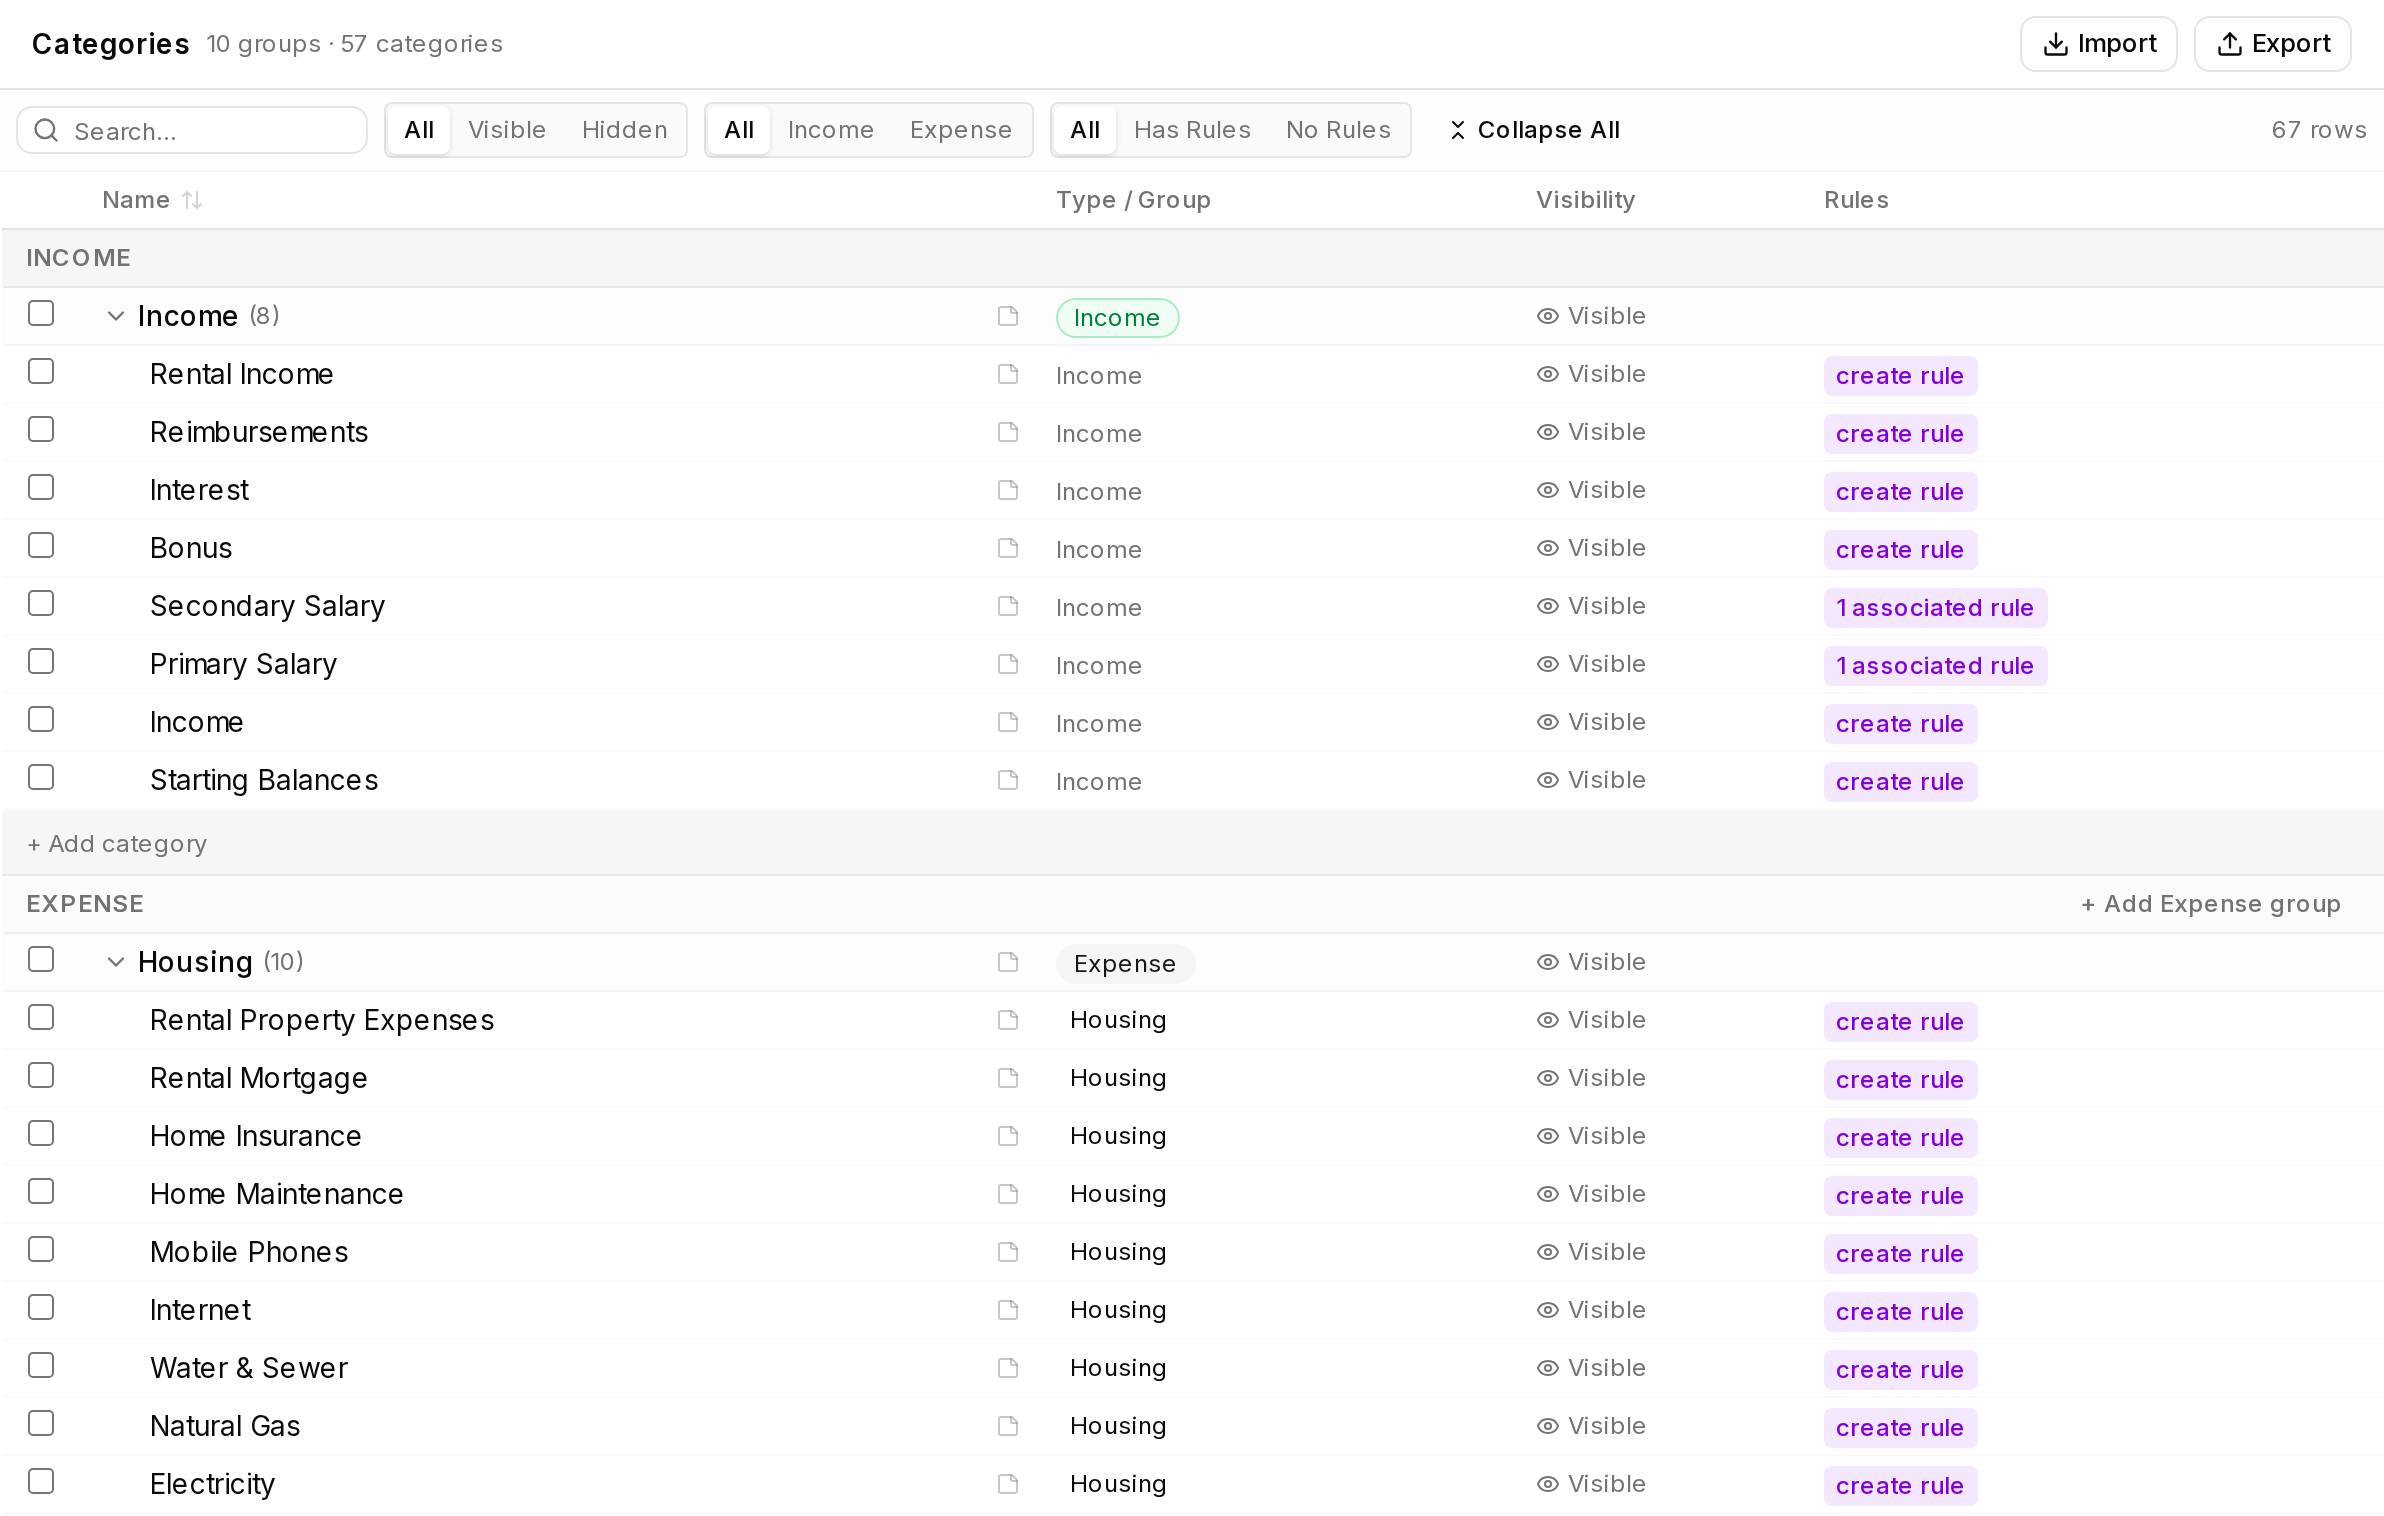 Categories 10 groups · 57 categories Import Export
Search... All Visible Hidden All Income Expense All Has Rules No Rules Collapse All 67 rows
Name Type / Group Visibility Rules
INCOME
Income (8) Income Visible
Rental Income Income Visible create rule
Reimbursements Income Visible create rule
Interest Income Visible create rule
Bonus Income Visible create rule
Secondary Salary Income Visible 1 associated rule
Primary Salary Income Visible 1 associated rule
Income Income Visible create rule
Starting Balances Income Visible create rule
+ Add category
EXPENSE + Add Expense group
Housing (10) Expense Visible
Rental Property Expenses Housing Visible create rule
Rental Mortgage Housing Visible create rule
Home Insurance Housing Visible create rule
Home Maintenance Housing Visible create rule
Mobile Phones Housing Visible create rule
Internet Housing Visible create rule
Water & Sewer Housing Visible create rule
Natural Gas Housing Visible create rule
Electricity Housing Visible create rule